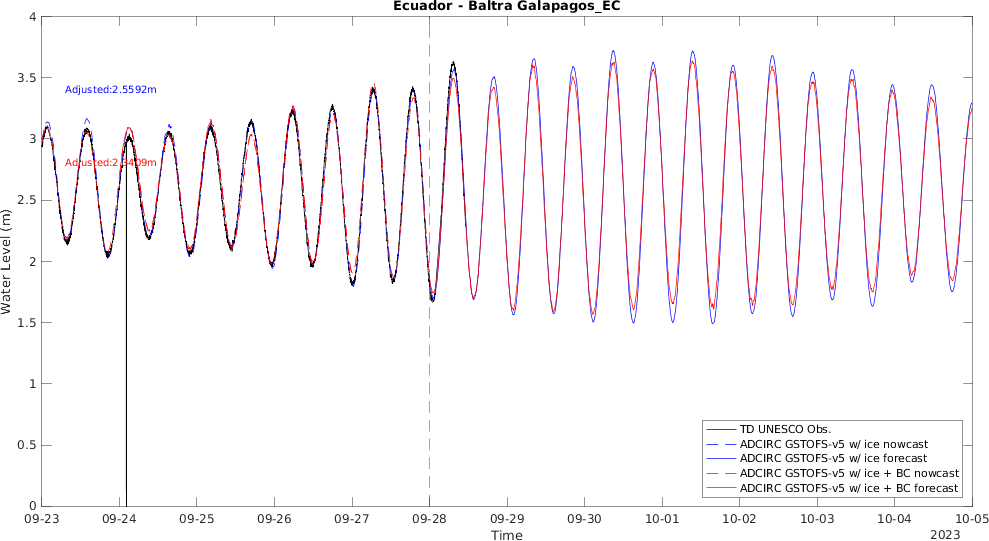 Ecuador - Baltra Galapagos_EC
4
3.5
3
2.5
2
1.5
1
0.5
0
Water Level (m)
Adjusted:2.5592m
Adjusted:2.3409m
TD UNESCO Obs.
ADCIRC GSTOFS-v5 w/ ice nowcast
ADCIRC GSTOFS-v5 w/ ice forecast
ADCIRC GSTOFS-v5 w/ ice + BC nowcast
ADCIRC GSTOFS-v5 w/ ice + BC forecast
09-23 09-24 09-25 09-26 09-27 09-28 09-29 09-30 10-01 10-02 10-03 10-04 10-05
Time
2023